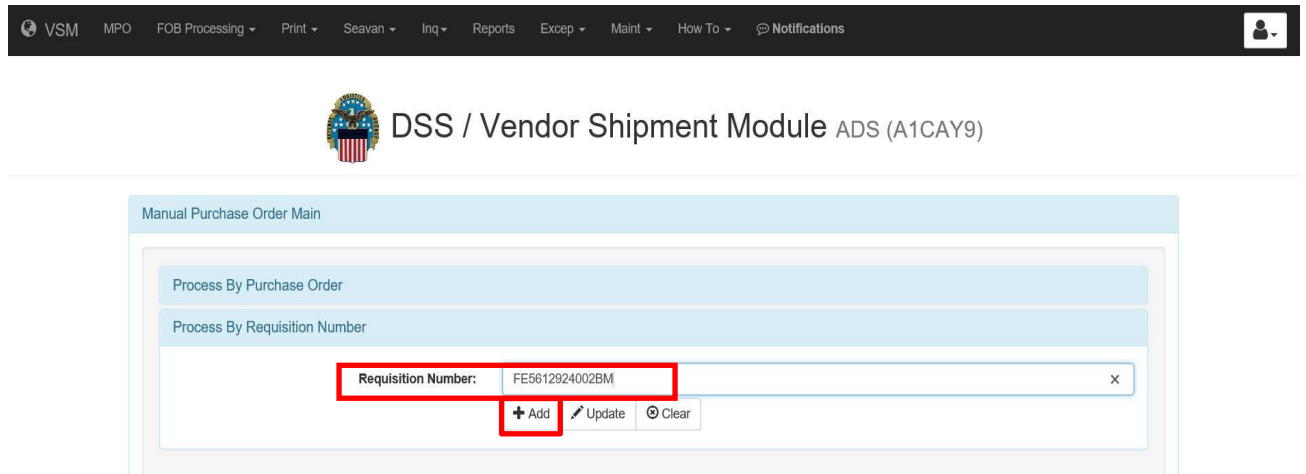 VSM MPO FOB Processing Print Seavan Inq Reports Excep Maint How To Notifications
DSS / Vendor Shipment Module ADS (A1CAY9)
Manual Purchase Order Main
Process By Purchase Order
Process By Requisition Number
Requisition Number: FE5612924002BM x
+ Add Update Clear